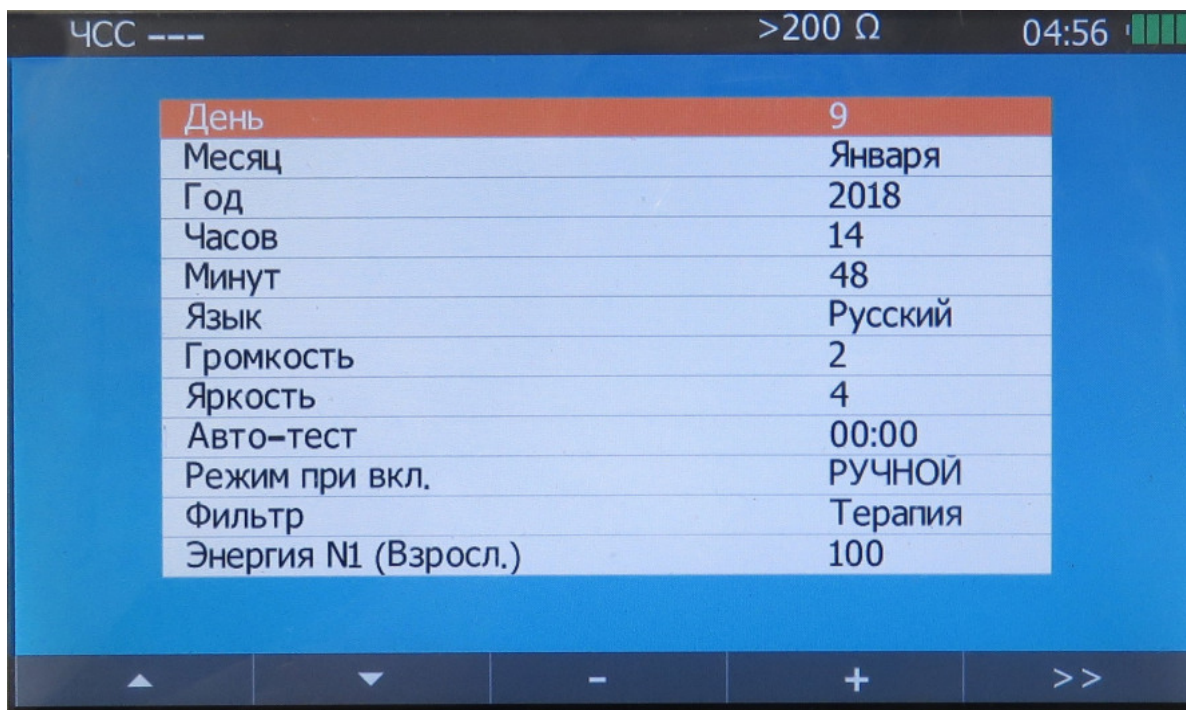 ЧСС --- >200 Ω 04:56
День 9
Месяц Января
Год 2018
Часов 14
Минут 48
Язык Русский
Громкость 2
Яркость 4
Авто-тест 00:00
Режим при вкл. РУЧНОЙ
Фильтр Терапия
Энергия N1 (Взросл.) 100
- + >>